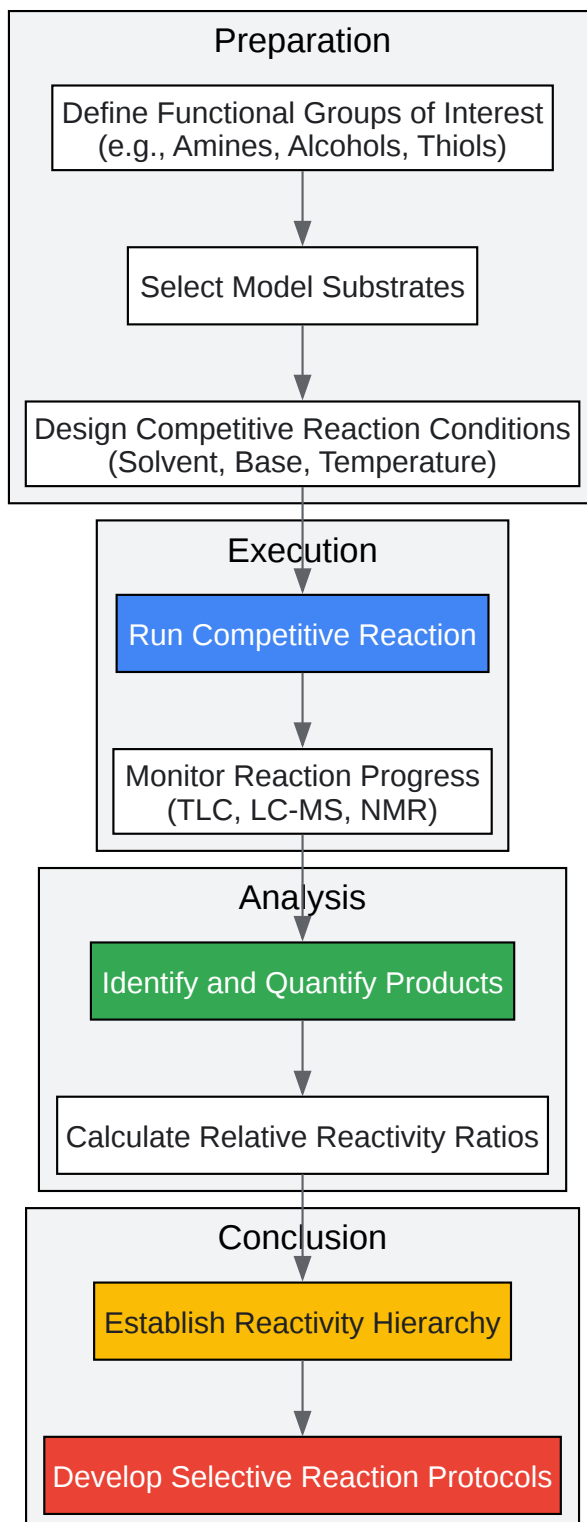 Preparation
Define Functional Groups of Interest
(e.g., Amines, Alcohols, Thiols)
Select Model Substrates
Design Competitive Reaction Conditions
(Solvent, Base, Temperature)
Execution
Run Competitive Reaction
Monitor Reaction Progress
(TLC, LC-MS, NMR)
Analysis
Identify and Quantify Products
Calculate Relative Reactivity Ratios
Conclusion
Establish Reactivity Hierarchy
Develop Selective Reaction Protocols